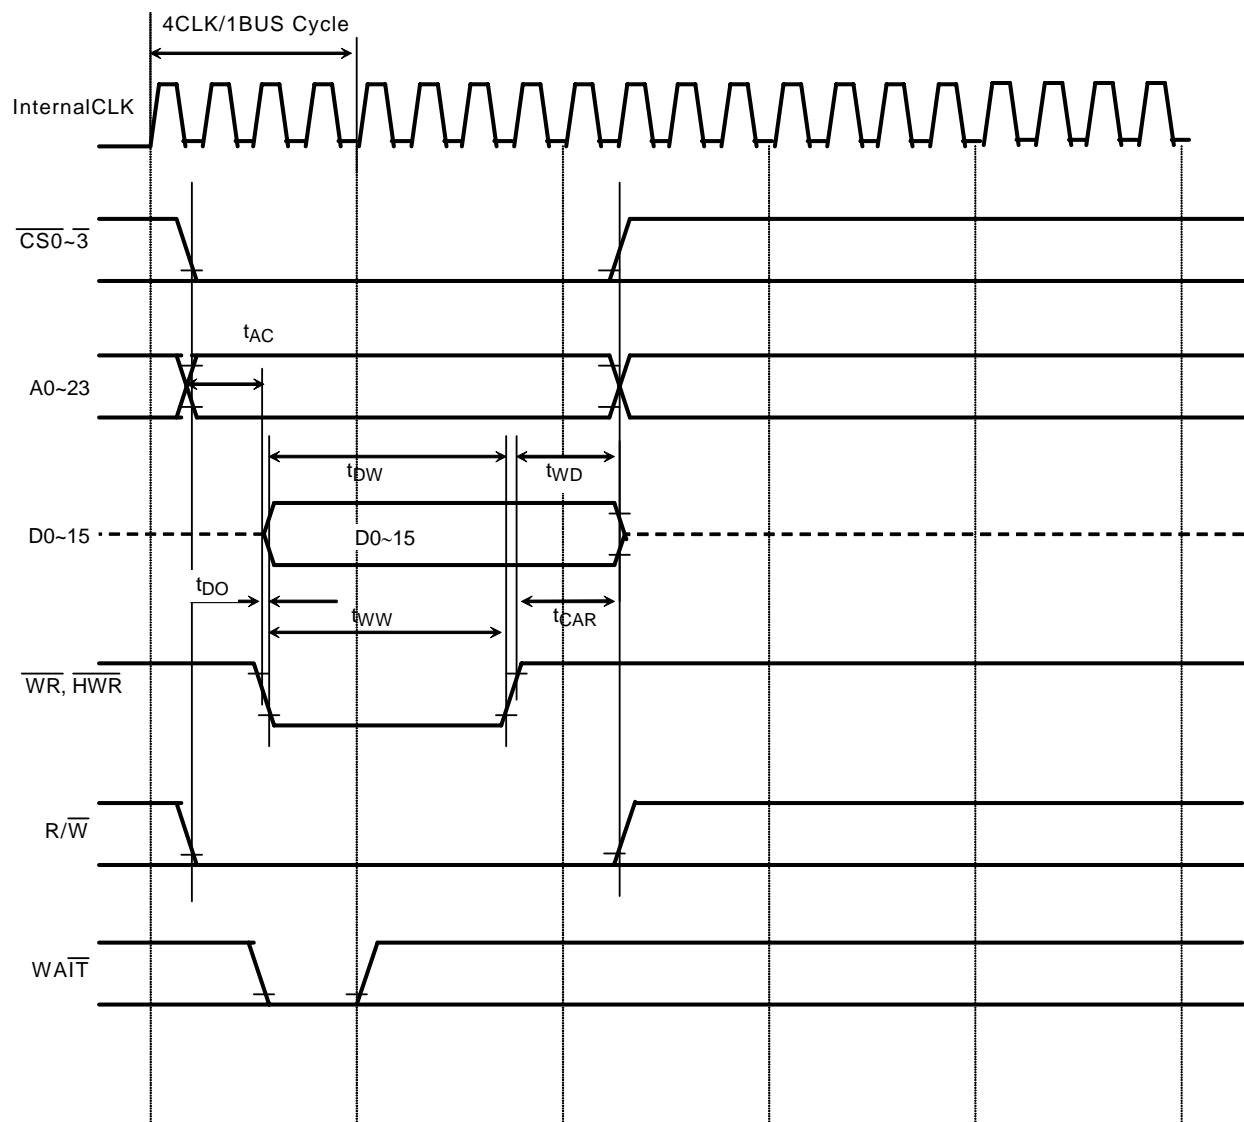 4CLK/1BUS Cycle
InternalCLK
CS0~3
tAC
A0~23
tDW tWD
D0~15 D0~15
tDO
tWW tCAR
WR, HWR
R/W
WAIT